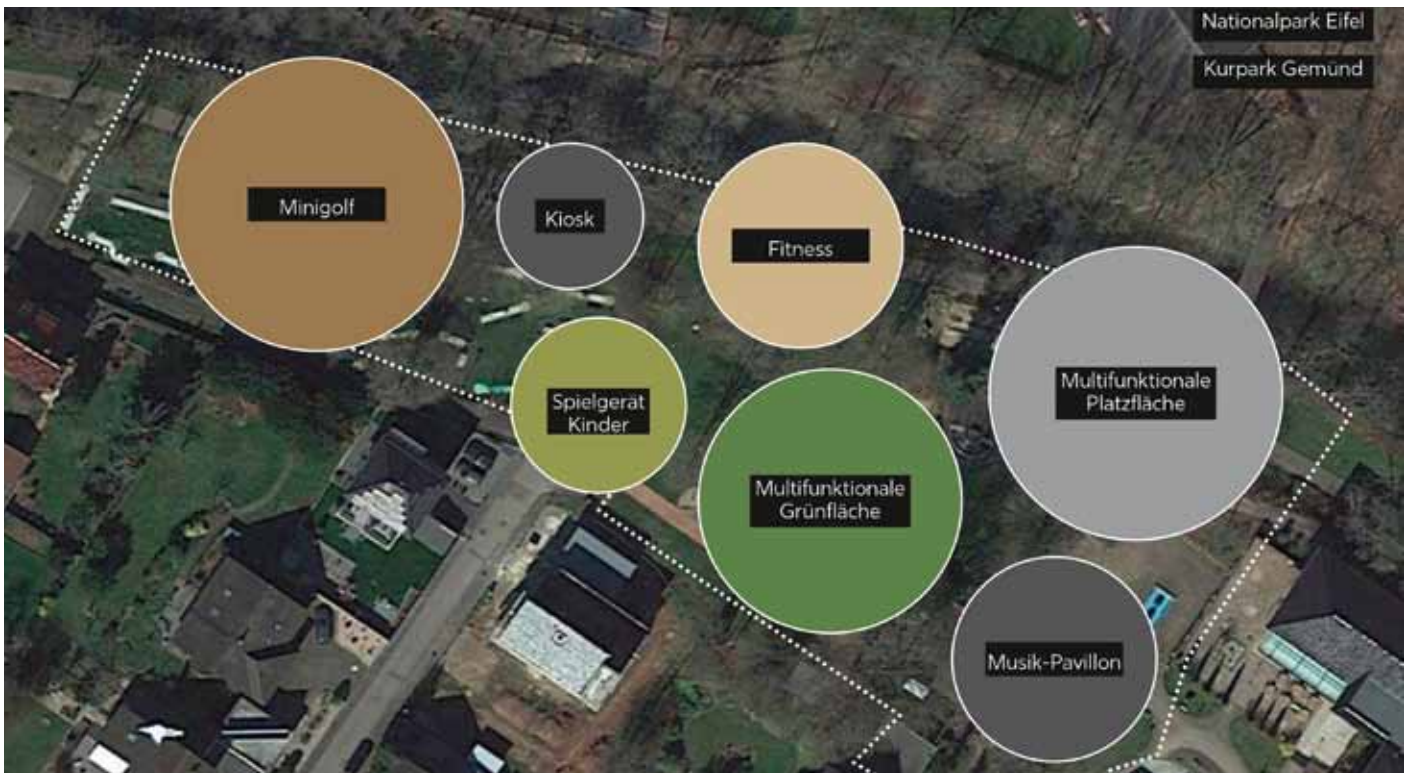 Nationalpark Eifel
Kurpark Gemünd
Minigolf
Kiosk
Fitness
Spielgerät
Kinder
Multifunktionale
Platzfläche
Multifunktionale
Grünfläche
Musik-Pavillon